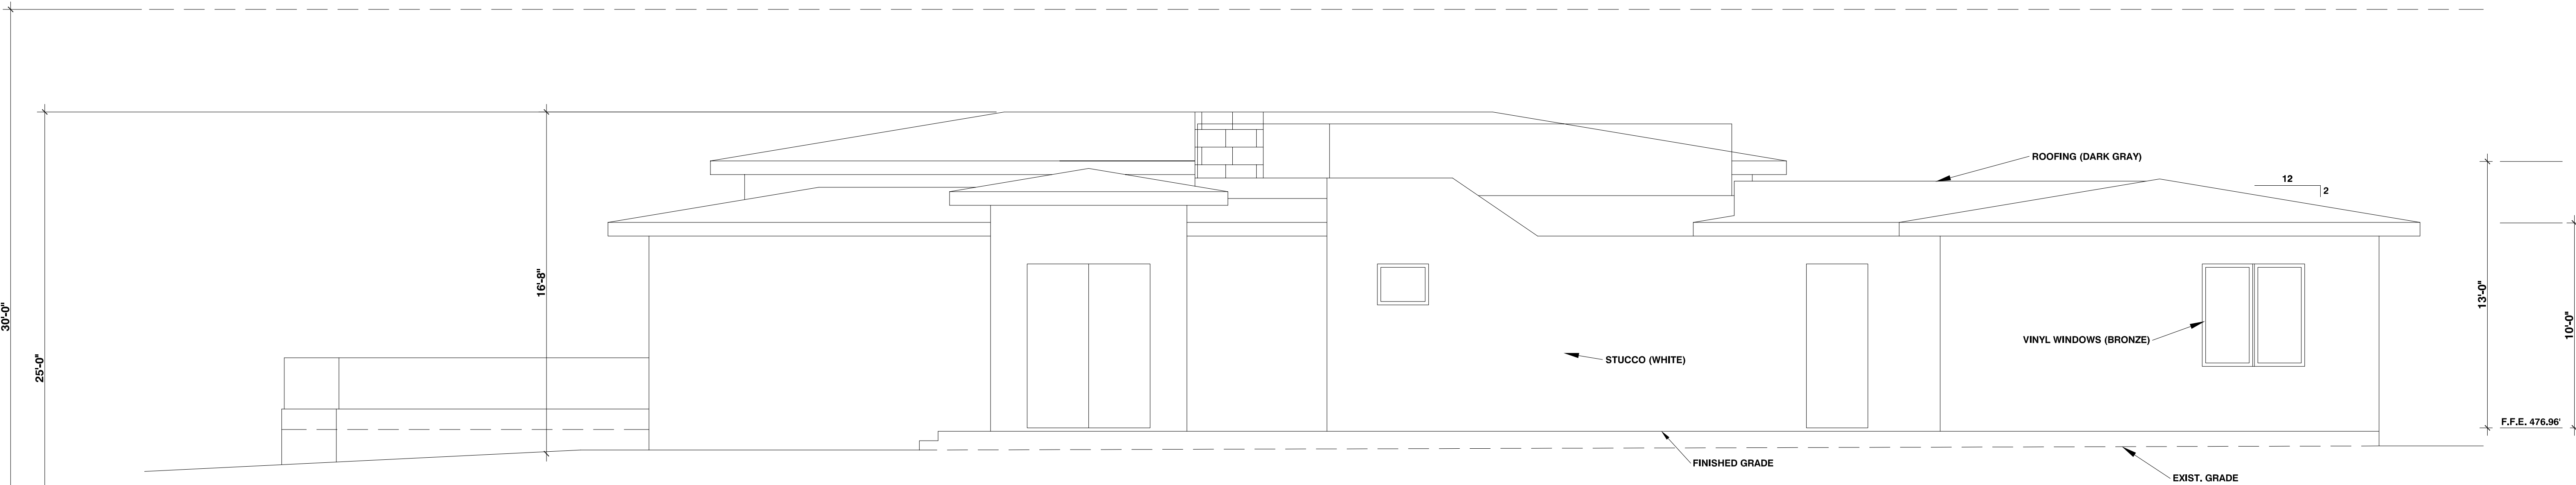 ROOFING (DARK GRAY)
12
2
16'-8"
13'-0"
30'-0"
10'-0"
VINYL WINDOWS (BRONZE)
25'-0"
STUCCO (WHITE)
F.F.E. 476.96'
FINISHED GRADE
EXIST. GRADE